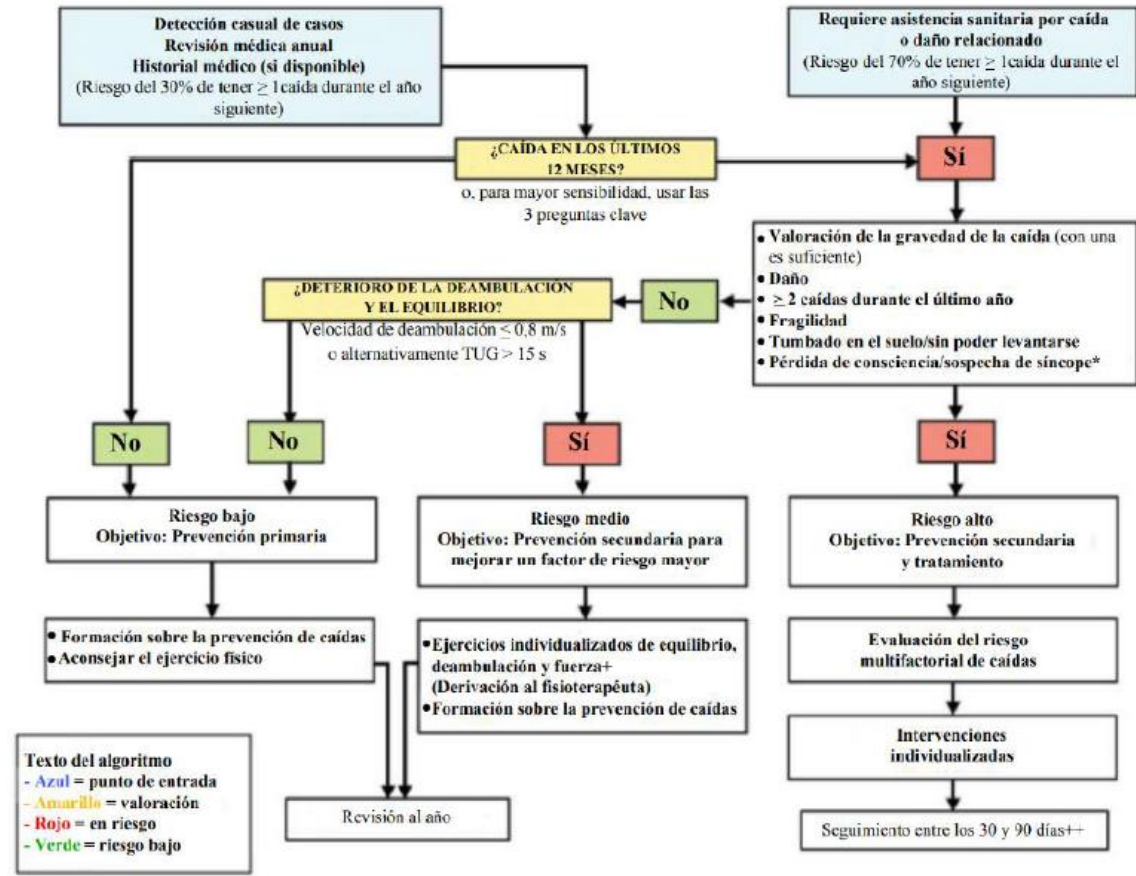 Detección casual de casos
Revisión médica anual
Historial médico (si disponible)
(Riesgo del 30% de tener ≥ 1caída durante el año
siguiente)
Requiere asistencia sanitaria por caída
o daño relacionado
(Riesgo del 70% de tener ≥ 1caída durante el
año siguiente)
¿CAÍDA EN LOS ÚLTIMOS
12 MESES?
o, para mayor sensibilidad, usar las
3 preguntas clave
Sí
• Valoración de la gravedad de la caída (con una
es suficiente)
• Daño
• ≥ 2 caídas durante el último año
• Fragilidad
• Tumbado en el suelo/sin poder levantarse
• Pérdida de consciencia/sospecha de síncope*
No
¿DETERIORO DE LA DEAMBULACIÓN
Y EL EQUILIBRIO?
Velocidad de deambulación ≤ 0,8 m/s
o alternativamente TUG > 15 s
No
No
Sí
Sí
Riesgo bajo
Objetivo: Prevención primaria
Riesgo medio
Objetivo: Prevención secundaria para
mejorar un factor de riesgo mayor
Riesgo alto
Objetivo: Prevención secundaria
y tratamiento
• Formación sobre la prevención de caídas
• Aconsejar el ejercicio físico
• Ejercicios individualizados de equilibrio,
deambulación y fuerza+
(Derivación al fisioterapéuta)
• Formación sobre la prevención de caídas
Evaluación del riesgo
multifactorial de caídas
Intervenciones
individualizadas
Texto del algoritmo
- Azul = punto de entrada
- Amarillo = valoración
- Rojo = en riesgo
- Verde = riesgo bajo
Revisión al año
Seguimiento entre los 30 y 90 días++